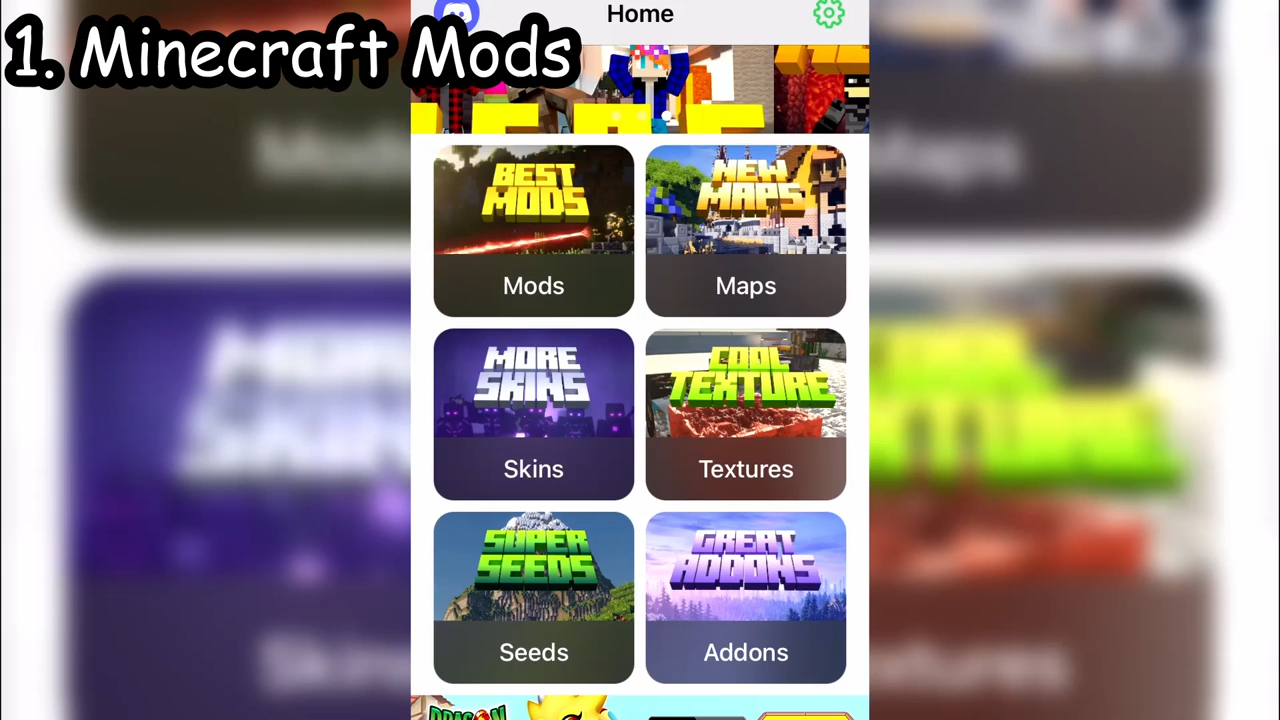 Home
1. Minecraft Mods
BEST
MODS
Mods
NEW
MAPS
Maps
MORE
SKINS
Skins
COOL
TEXTURE
Textures
SUPER
SEEDS
Seeds
GREAT
ADDONS
Addons
DRAGON